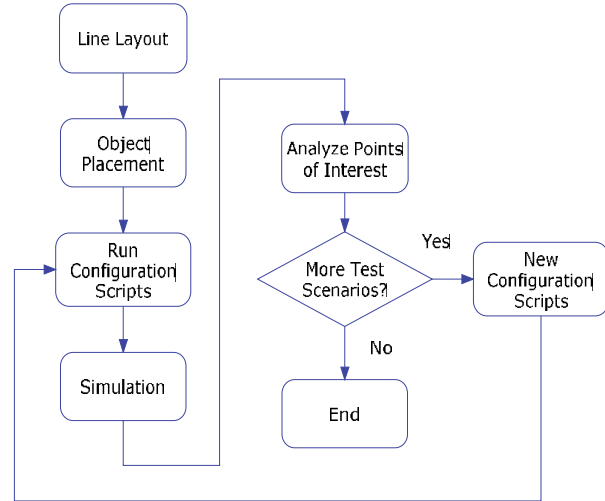 Line Layout
Object
Placement
Run
Configuration
Scripts
Simulation
Analyze Points
of Interest
More Test
Scenarios?
Yes
No
New
Configuration
Scripts
End